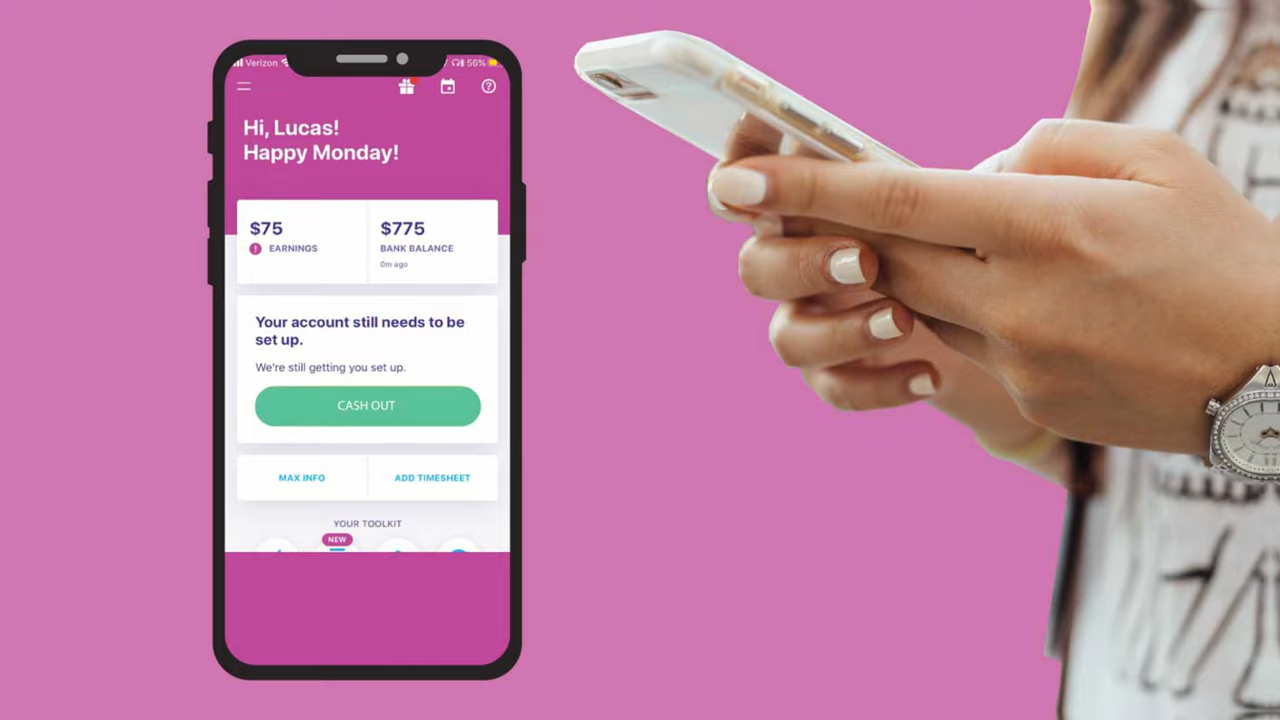 Verizon 56%
Hi, Lucas!
Happy Monday!
$75 $775
! EARNINGS BANK BALANCE
0m ago
Your account still needs to be
set up.
We're still getting you set up.
CASH OUT
MAX INFO ADD TIMESHEET
YOUR TOOLKIT
NEW